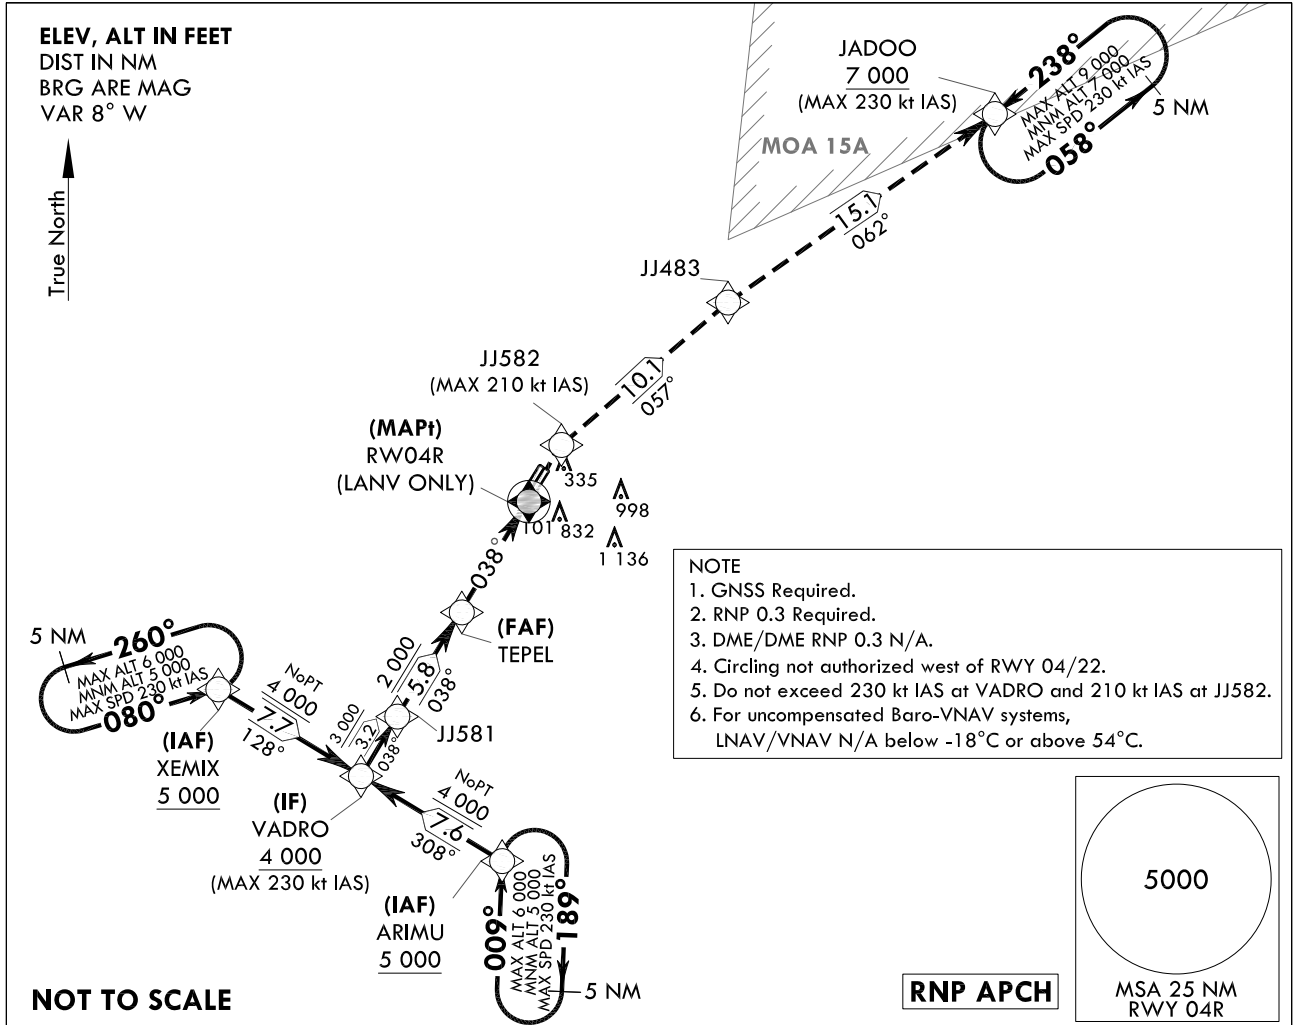 ELEV, ALT IN FEET
DIST IN NM
BRG ARE MAG
VAR 8° W
True North
JADOO
7 000
(MAX 230 kt IAS)
238°
MAX ALT 9 000
MNM ALT 7 000
MAX SPD 230 kt IAS
058°
5 NM
MOA 15A
15.1
062°
JJ483
JJ582
(MAX 210 kt IAS)
10.1
057°
(MAPt)
RW04R
(LANV ONLY)
335
998
101
832
1 136
038°
(FAF)
TEPEL
2 000
5.8
038°
JJ581
3 000
3.2
038°
5 NM
260°
MAX ALT 6 000
MNM ALT 5 000
MAX SPD 230 kt IAS
080°
NoPT
4 000
7.7
128°
(IAF)
XEMIX
5 000
(IF)
VADRO
4 000
(MAX 230 kt IAS)
NoPT
4 000
7.6
308°
(IAF)
ARIMU
5 000
009°
MAX ALT 6 000
MNM ALT 5 000
MAX SPD 230 kt IAS
189°
5 NM
NOTE
1. GNSS Required.
2. RNP 0.3 Required.
3. DME/DME RNP 0.3 N/A.
4. Circling not authorized west of RWY 04/22.
5. Do not exceed 230 kt IAS at VADRO and 210 kt IAS at JJ582.
6. For uncompensated Baro-VNAV systems,
LNAV/VNAV N/A below -18°C or above 54°C.
5000
MSA 25 NM
RWY 04R
RNP APCH
NOT TO SCALE